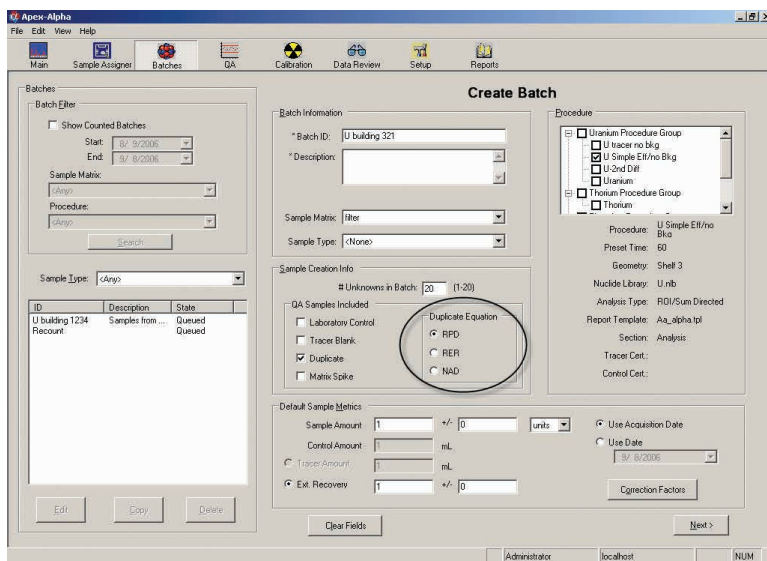 Apex-Alpha
File Edit View Help
Main Sample Assigner Batches QA Calibration Data Review Setup Reports
Batches
Batch Filter
Show Counted Batches
Start: 8/ 9/2006
End: 9/ 8/2006
Sample Matrix:
<Any>
Procedure:
<Any>
Search
Sample Type: <Any>
ID Description State
U building 1234 Samples from ... Queued
Recount Queued
Edit Copy Delete
Create Batch
Batch Information
* Batch ID: U building 321
* Description:
Sample Matrix: filter
Sample Type: <None>
Sample Creation Info
# Unknowns in Batch: 20 (1-20)
QA Samples Included
Laboratory Control
Tracer Blank
Duplicate
Matrix Spike
Duplicate Equation
RPD
RER
NAD
Procedure
Uranium Procedure Group
U tracer no bkg
U Simple Eff/no Bkg
U-2nd Diff
Uranium
Thorium Procedure Group
Thorium
Procedure: U Simple Eff/no
Bkg
Preset Time: 60
Geometry: Shelf 3
Nuclide Library: U.nlb
Analysis Type: ROI/Sum Directed
Report Template: Aa_alpha.tpl
Section: Analysis
Tracer Cert.:
Control Cert.:
Default Sample Metrics
Sample Amount 1 +/- 0 units
Control Amount 1 mL
Tracer Amount 1 mL
Ext. Recovery 1 +/- 0
Use Acquisition Date
Use Date
9/ 8/2006
Correction Factors
Clear Fields
Next >
Administrator localhost NUM